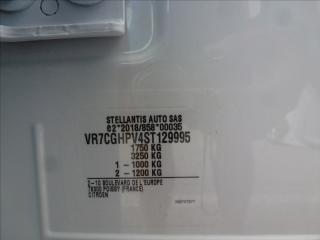 STELLANTIS AUTO SAS
e2*2018/858*00035
VR7CGHPV4ST129995
1750 KG
3250 KG
1 - 1000 KG
2 - 1200 KG
2-10 BOULEVARD DE L'EUROPE
78300 POISSY (FRANCE)
CITROEN